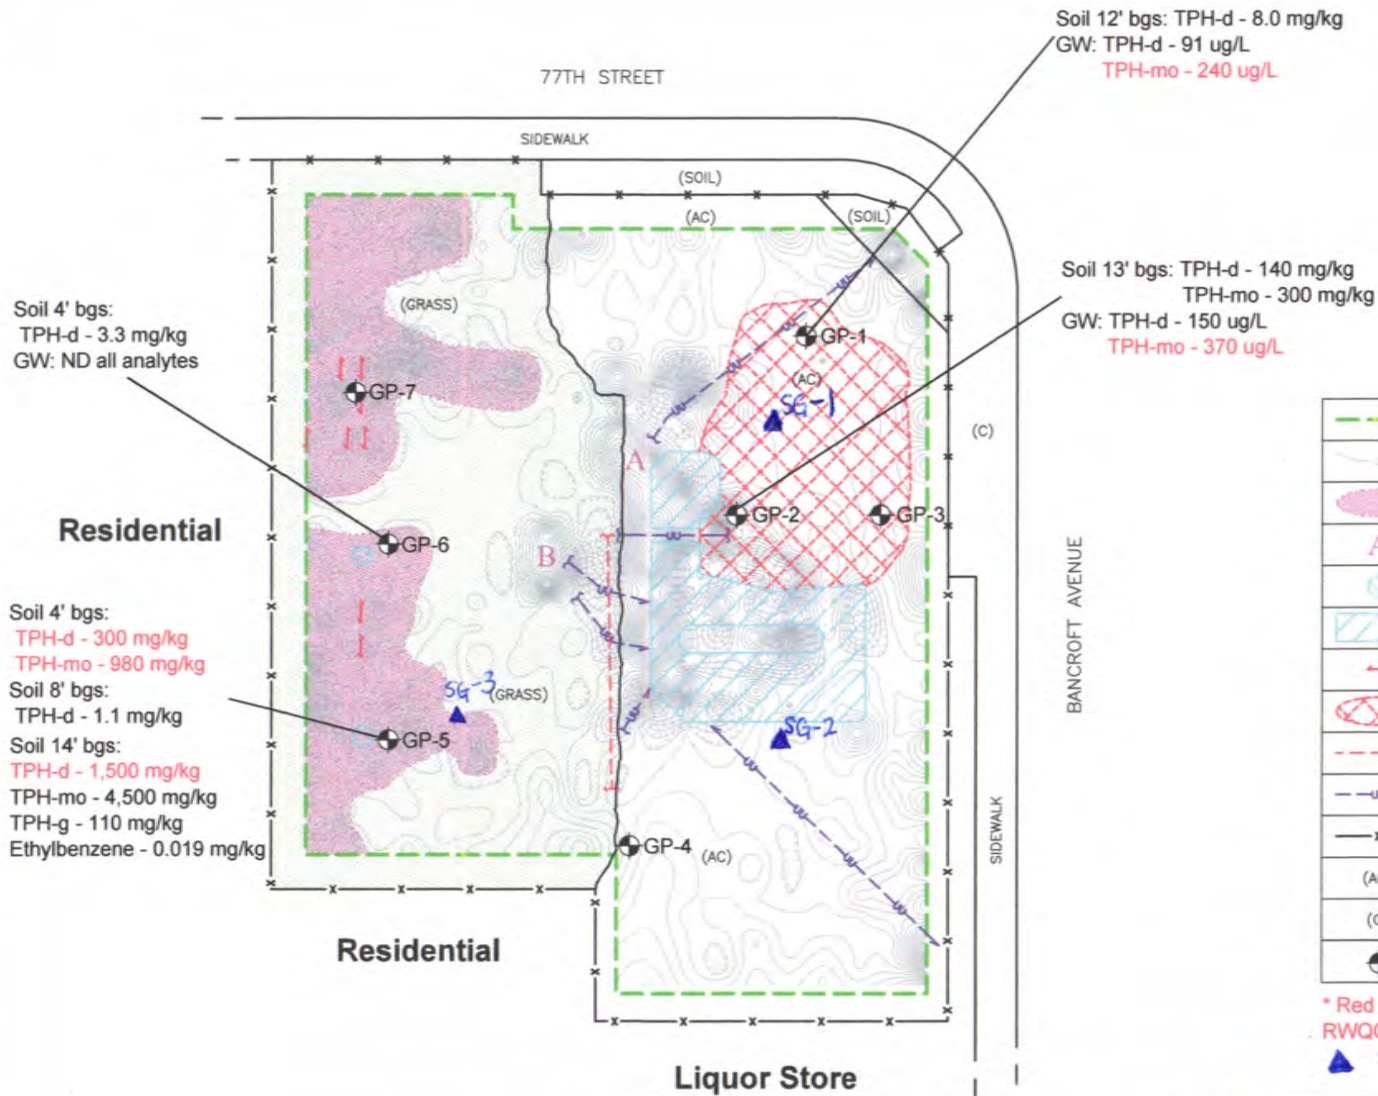 Soil 12' bgs: TPH-d - 8.0 mg/kg
GW: TPH-d - 91 ug/L
TPH-mo - 240 ug/L
77TH STREET
SIDEWALK
(SOIL)
(AC)
(SOIL)
Soil 13' bgs: TPH-d - 140 mg/kg
TPH-mo - 300 mg/kg
GW: TPH-d - 150 ug/L
TPH-mo - 370 ug/L
Soil 4' bgs:
TPH-d - 3.3 mg/kg
GW: ND all analytes
(GRASS)
GP-1
GP-7
(AC)
SG-1
(C)
A
GP-2
GP-3
Residential
GP-6
B
BANCROFT AVENUE
Soil 4' bgs:
TPH-d - 300 mg/kg
TPH-mo - 980 mg/kg
Soil 8' bgs:
TPH-d - 1.1 mg/kg
Soil 14' bgs:
TPH-d - 1,500 mg/kg
TPH-mo - 4,500 mg/kg
TPH-g - 110 mg/kg
Ethylbenzene - 0.019 mg/kg
SG-3
(GRASS)
GP-5
SG-2
GP-4
(AC)
SIDEWALK
Residential
Liquor Store
* Red